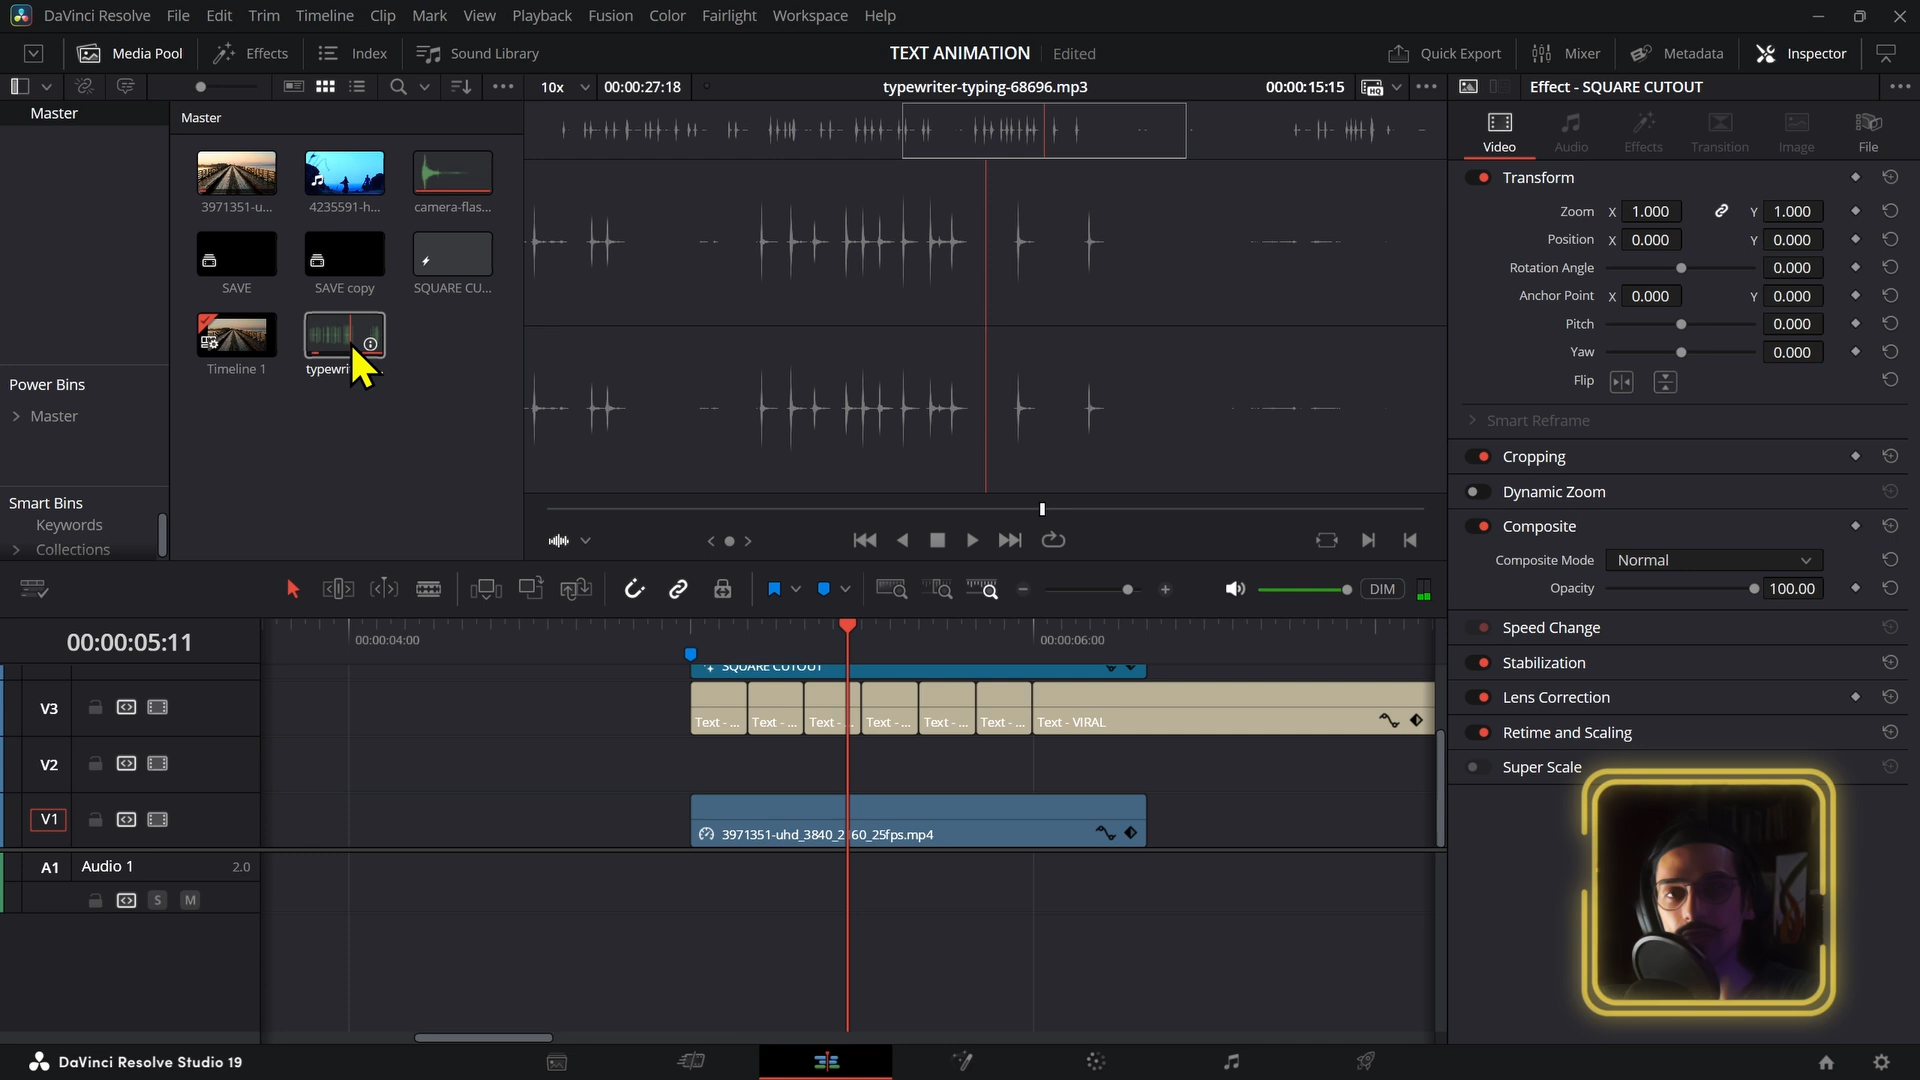 DaVinci Resolve File Edit Trim Timeline Clip Mark View Playback Fusion Color Fairlight Workspace Help
Media Pool Effects Index Sound Library TEXT ANIMATION Edited Quick Export Mixer Metadata Inspector
10x 00:00:27:18 typewriter-typing-68696.mp3 00:00:15:15 HQ Effect - SQUARE CUTOUT
Master Master
Video Audio Effects Transition Image File
3971351-u... 4235591-h... camera-flas...
SAVE SAVE copy SQUARE CU...
Timeline 1
Power Bins
Master
Smart Bins
Keywords
Collections
Transform
Zoom X 1.000 Y 1.000
Position X 0.000 Y 0.000
Rotation Angle 0.000
Anchor Point X 0.000 Y 0.000
Pitch 0.000
Yaw 0.000
Flip
Smart Reframe
Cropping
Dynamic Zoom
Composite
Composite Mode Normal
Opacity 100.00
Speed Change
Stabilization
Lens Correction
Retime and Scaling
Super Scale
DIM
00:00:05:11 00:00:04:00 00:00:06:00
SQUARE CUTOUT
V3 Text - ... Text - ... Text - ... Text - ... Text - ... Text - ... Text - VIRAL
V2
V1 3971351-uhd_3840_2160_25fps.mp4
A1 Audio 1 2.0
S M
DaVinci Resolve Studio 19